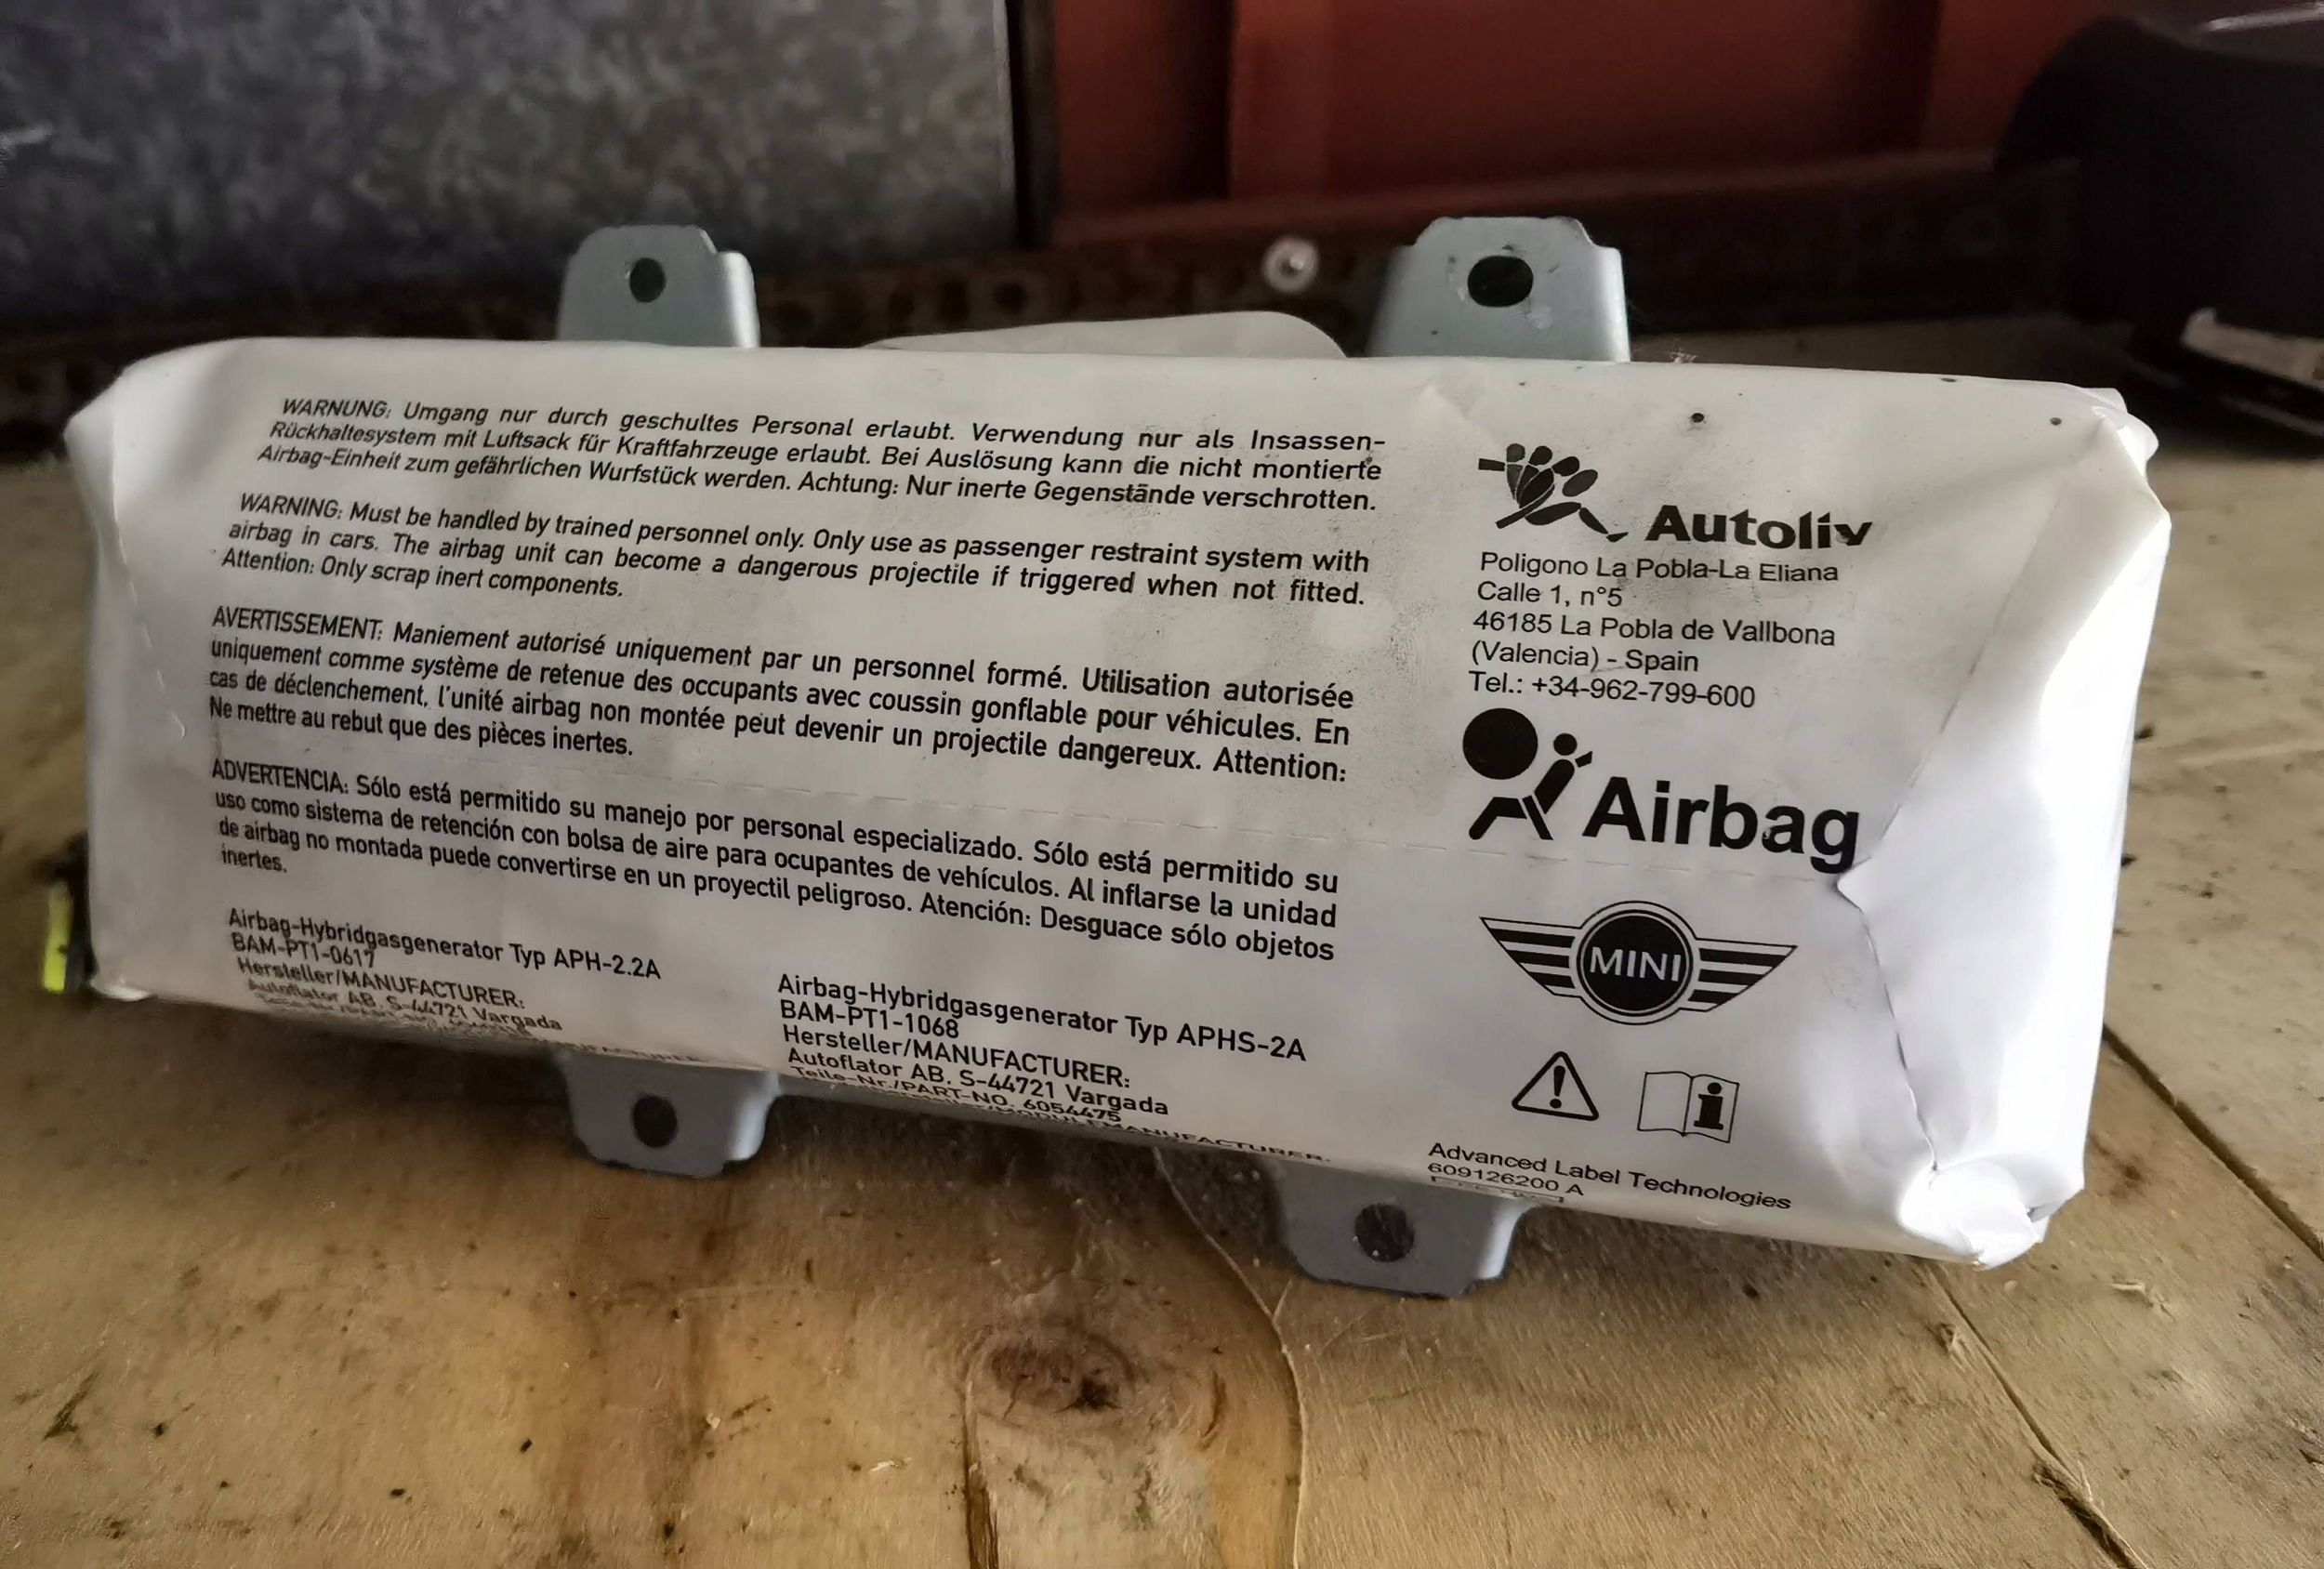 WARNUNG: Umgang nur durch geschultes Personal erlaubt. Verwendung nur als Insassen-
Rückhaltesystem mit Luftsack für Kraftfahrzeuge erlaubt. Bei Auslösung kann die nicht montierte
Airbag-Einheit zum gefährlichen Wurfstück werden. Achtung: Nur inerte Gegenstände verschrotten.
WARNING: Must be handled by trained personnel only. Only use as passenger restraint system with
airbag in cars. The airbag unit can become a dangerous projectile if triggered when not fitted.
Attention: Only scrap inert components.
AVERTISSEMENT: Maniement autorisé uniquement par un personnel formé. Utilisation autorisée
uniquement comme système de retenue des occupants avec coussin gonflable pour véhicules. En
cas de déclenchement, l'unité airbag non montée peut devenir un projectile dangereux. Attention:
Ne mettre au rebut que des pièces inertes.
ADVERTENCIA: Sólo está permitido su manejo por personal especializado. Sólo está permitido su
uso como sistema de retención con bolsa de aire para ocupantes de vehículos. Al inflarse la unidad
de airbag no montada puede convertirse en un proyectil peligroso. Atención: Desguace sólo objetos
inertes.
Airbag-Hybridgasgenerator Typ APH-2.2A
BAM-PT1-0617
Hersteller/MANUFACTURER:
Autoflator AB, S-44721 Vargada
Airbag-Hybridgasgenerator Typ APHS-2A
BAM-PT1-1068
Hersteller/MANUFACTURER:
Autoflator AB, S-44721 Vargada
Teile-Nr./PART-NO. 6054475
Autoliv
Poligono La Pobla-La Eliana
Calle 1, n°5
46185 La Pobla de Vallbona
(Valencia) - Spain
Tel.: +34-962-799-600
Airbag
MINI
Advanced Label Technologies
609126200 A